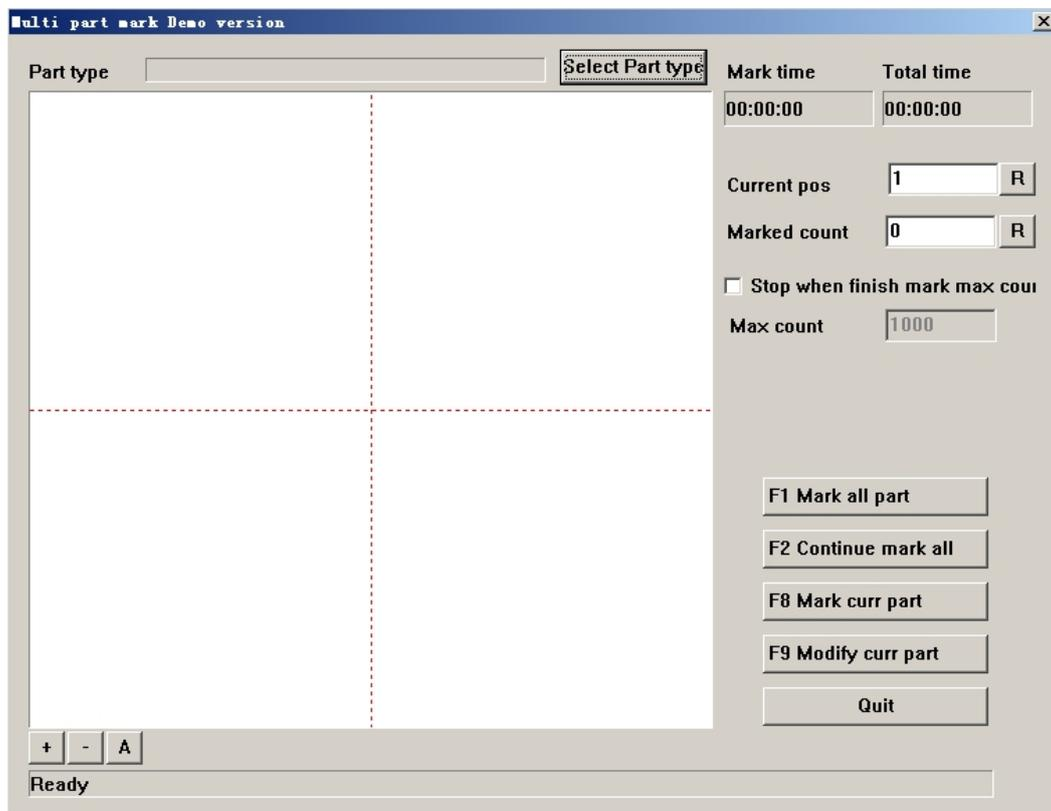 Multi part mark Demo version
Part type
Select Part type
Mark time
Total time
00:00:00
00:00:00
Current pos
1
R
Marked count
0
R
Stop when finish mark max cour
Max count
1000
F1 Mark all part
F2 Continue mark all
F8 Mark curr part
F9 Modify curr part
Quit
+
-
A
Ready